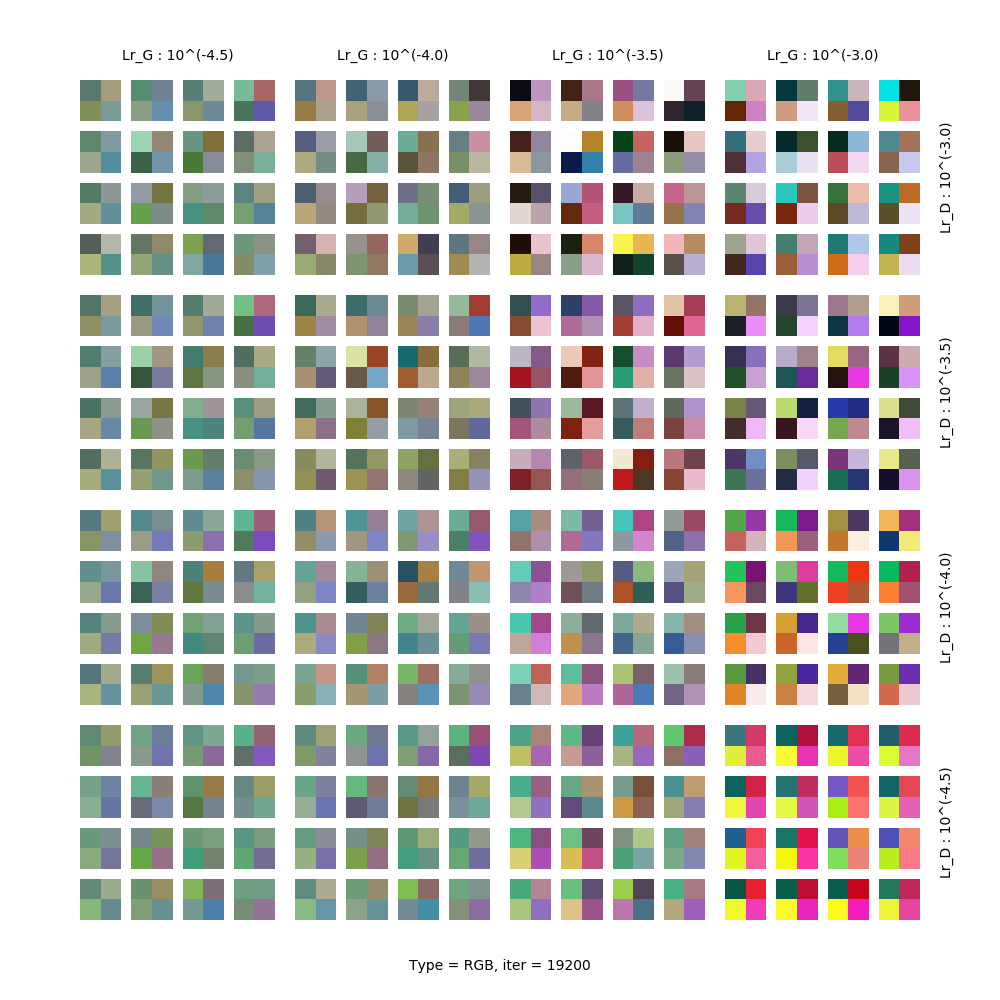 Lr_G : 10^(-4.5)
Lr_G : 10^(-4.0)
Lr_G : 10^(-3.5)
Lr_G : 10^(-3.0)
Lr_D : 10^(-3.0)
Lr_D : 10^(-3.5)
Lr_D : 10^(-4.0)
Lr_D : 10^(-4.5)
Type = RGB, iter = 19200